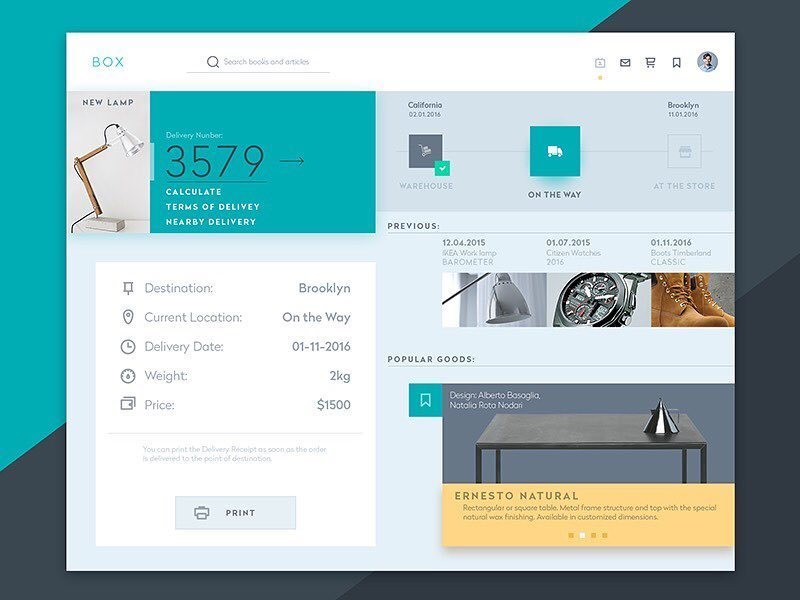 BOX
Search books and articles
1
NEW LAMP
Delivery Number:
3579
CALCULATE
TERMS OF DELIVEY
NEARBY DELIVERY
California
02.01.2016
WAREHOUSE
ON THE WAY
Brooklyn
11.01.2016
AT THE STORE
PREVIOUS:
12.04.2015
IKEA Work lamp
BAROMETER
01.07.2015
Citizen Watches
2016
01.11.2016
Boots Timberland
CLASSIC
Destination: Brooklyn
Current Location: On the Way
Delivery Date: 01-11-2016
Weight: 2kg
Price: $1500
You can print the Delivery Receipt as soon as the order
is delivered to the point of destination.
PRINT
POPULAR GOODS:
Design: Alberto Basaglia,
Natalia Rota Nodari
ERNESTO NATURAL
Rectangular or square table. Metal frame structure and top with the special
natural wax finishing. Available in customized dimensions.